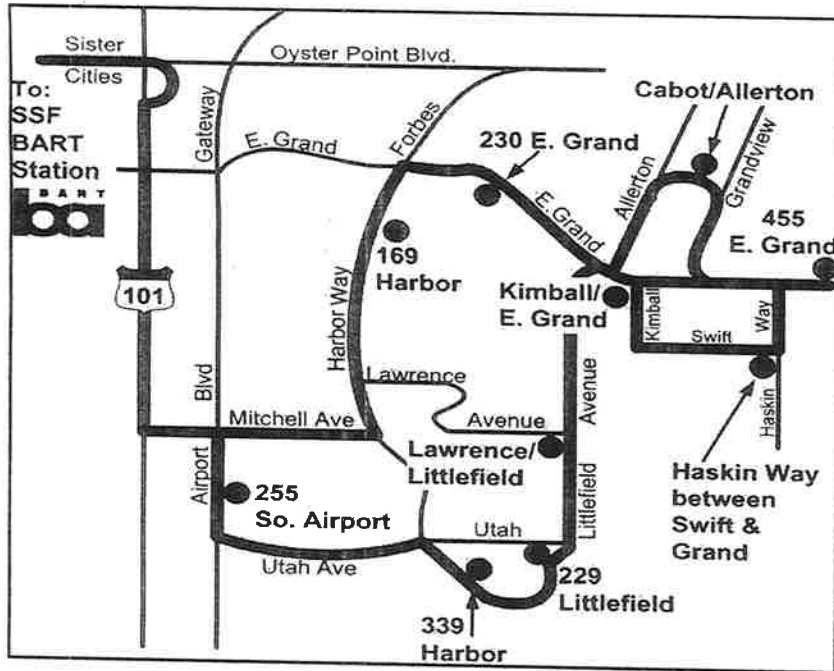 Sister
Cities
Oyster Point Blvd.
To:
SSF
BART
Station
BART
ba
Gateway
E. Grand
Forbes
230 E. Grand
Cabot/Allerton
Allerton
Grandview
E. Grand
455
E. Grand
169
Harbor
Kimball/
E. Grand
101
Harbor Way
Kimball
Swift
Way
Haskin
Lawrence
Avenue
Blvd
Mitchell Ave
Lawrence/
Littlefield
Avenue
Littlefield
Haskin Way
between
Swift &
Grand
Airport
255
So. Airport
Utah
Utah Ave
229
Littlefield
339
Harbor